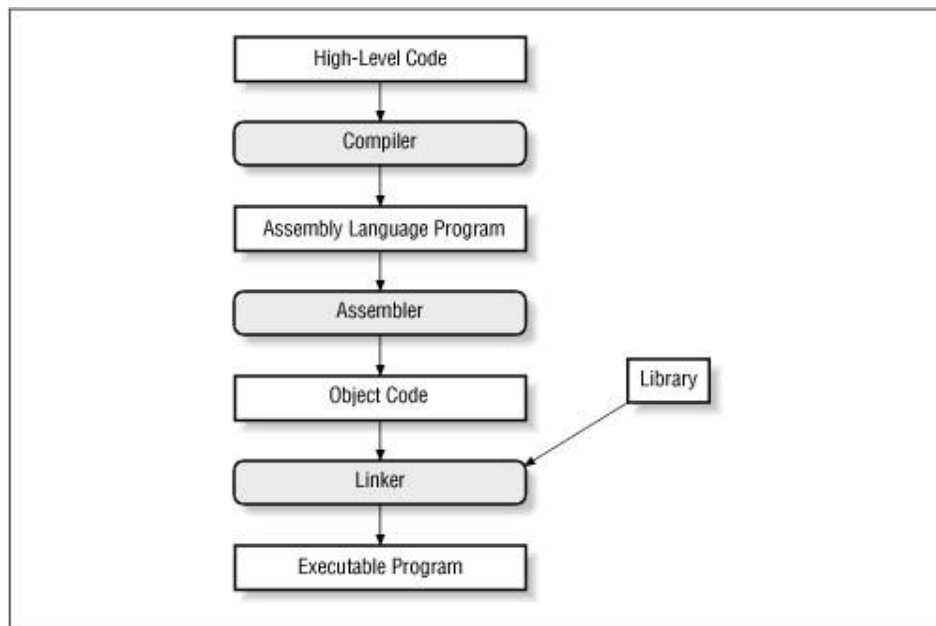 High-Level Code
Compiler
Assembly Language Program
Assembler
Object Code
Library
Linker
Executable Program